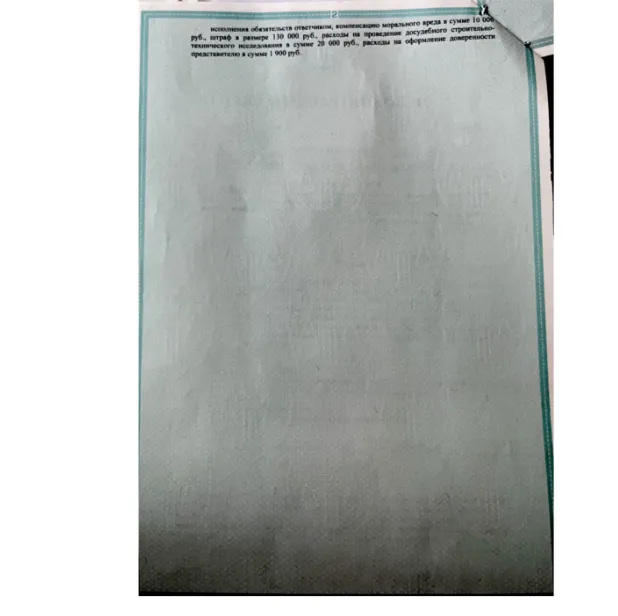 2
исполнения обязательств ответчиком, компенсацию морального вреда в сумме 10 000
руб., штраф в размере 130 000 руб., расходы на проведение досудебного строительно-
технического исследования в сумме 20 000 руб., расходы на оформление доверенности
представителю в сумме 1 900 руб.